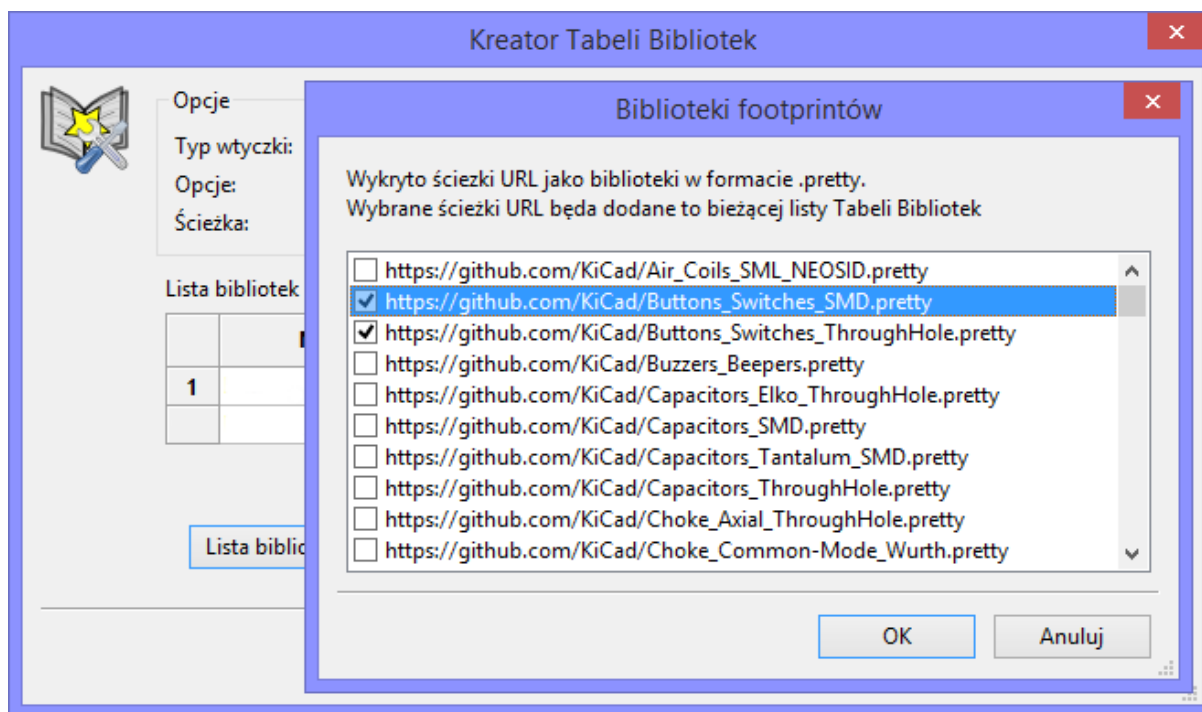 Kreator Tabeli Bibliotek
Opcje
Typ wtyczki:
Opcje:
Ścieżka:
Lista bibliotek
1
Biblioteki footprintów
Wykryto ściezki URL jako biblioteki w formacie .pretty.
Wybrane ścieżki URL będa dodane to bieżącej listy Tabeli Bibliotek
https://github.com/KiCad/Air_Coils_SML_NEOSID.pretty
https://github.com/KiCad/Buttons_Switches_SMD.pretty
https://github.com/KiCad/Buttons_Switches_ThroughHole.pretty
https://github.com/KiCad/Buzzers_Beepers.pretty
https://github.com/KiCad/Capacitors_Elko_ThroughHole.pretty
https://github.com/KiCad/Capacitors_SMD.pretty
https://github.com/KiCad/Capacitors_Tantalum_SMD.pretty
https://github.com/KiCad/Capacitors_ThroughHole.pretty
https://github.com/KiCad/Choke_Axial_ThroughHole.pretty
https://github.com/KiCad/Choke_Common-Mode_Wurth.pretty
OK Anuluj
Lista